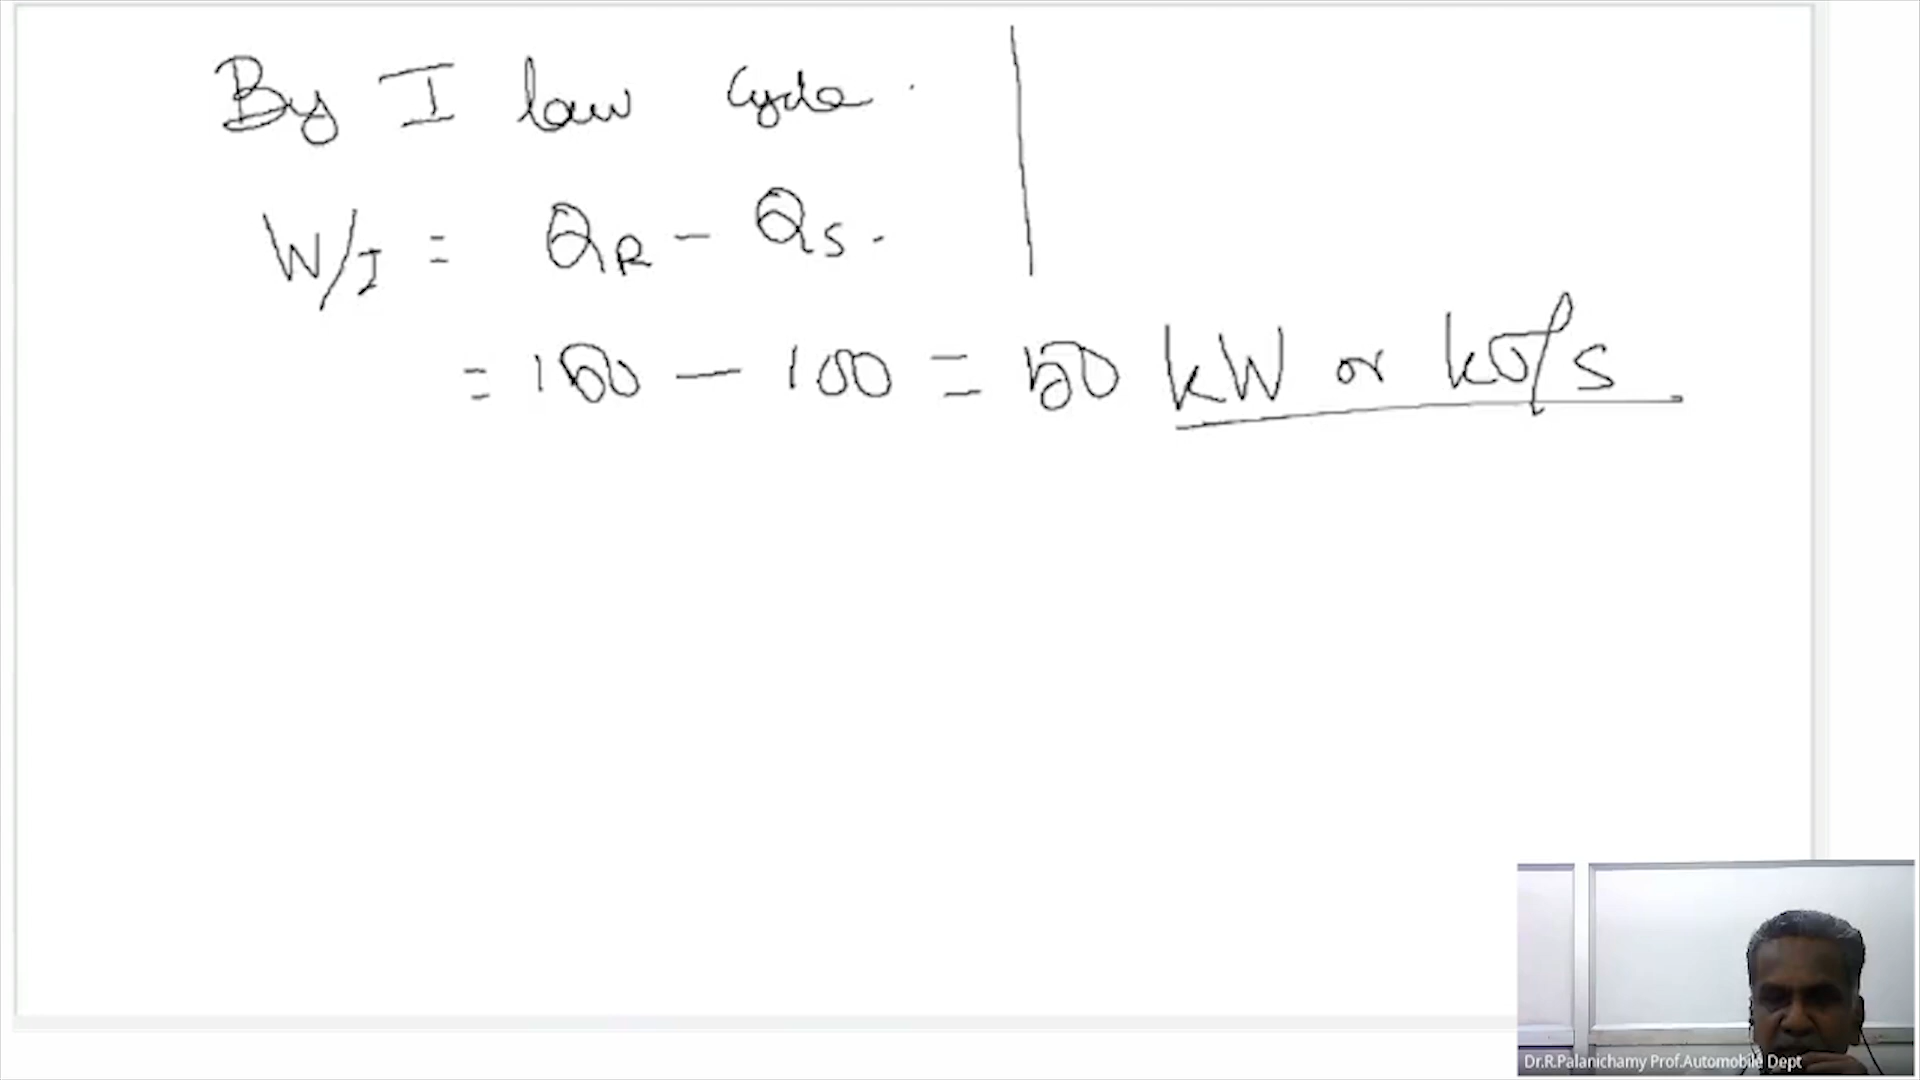 By I law Cycle.
W/I = QR - QS.
= 150 - 100 = 50 kW or kJ/s
Dr.R.Palanichamy Prof.Automobile Dept